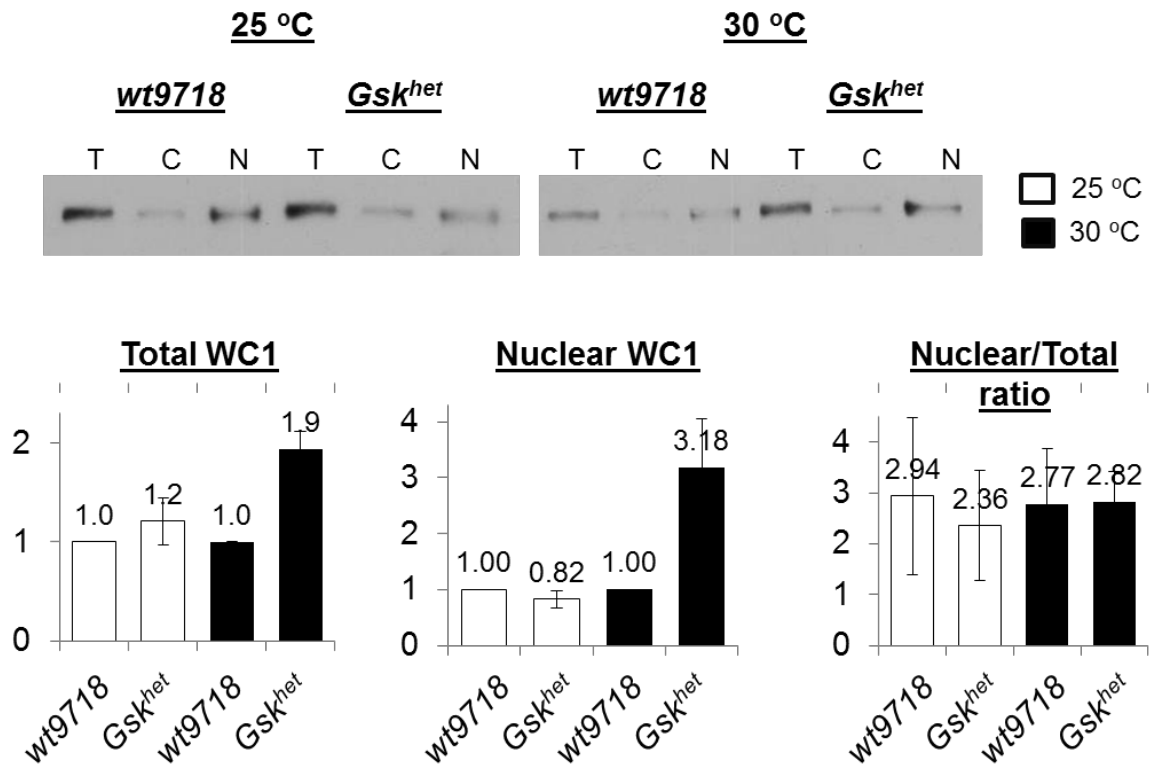 25 °C 30 °C
wt9718 Gsk^het wt9718 Gsk^het
T C N T C N T C N T C N
25 °C
30 °C
Total WC1
2
1
0
1.0
1.2
1.0
1.9
wt9718
Gsk^het
wt9718
Gsk^het
Nuclear WC1
4
3
2
1
0
1.00
0.82
1.00
3.18
wt9718
Gsk^het
wt9718
Gsk^het
Nuclear/Total
ratio
4
3
2
1
0
2.94
2.36
2.77
2.82
wt9718
Gsk^het
wt9718
Gsk^het